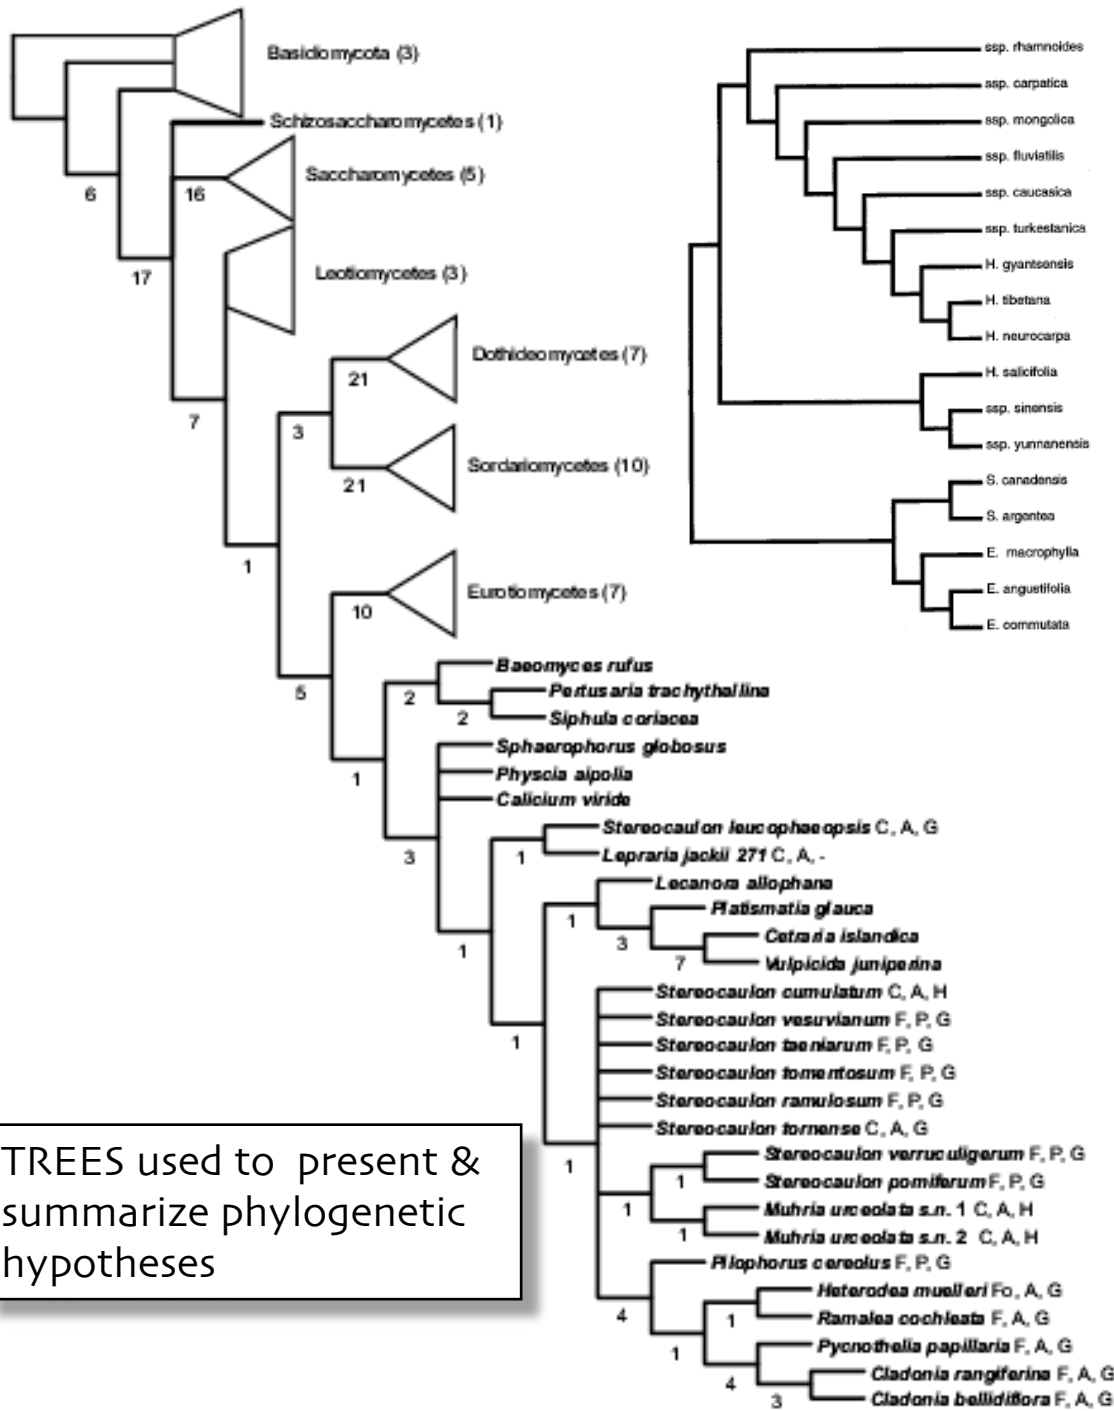 Basidiomycota (3)
Schizosaccharomycetes (1)
6
16
Saccharomycetes (5)
17
Leotiomycetes (3)
7
Dothideomycetes (7)
21
3
Sordariomycetes (10)
21
1
Eurotiomycetes (7)
10
5
Baeomyces rufus
2
Pertusaria trachythallina
2
Siphula coriacea
Sphaerophorus globosus
1
Physcia aipolia
Calicium viride
3
Stereocaulon leucophaeopsis C, A, G
1
Lepraria jackii 271 C, A, -
Lecanora allophana
1
Platismatia glauca
3
Cetraria islandica
1
7
Vulpicida juniperina
1
Stereocaulon cumulatum C, A, H
Stereocaulon vesuvianum F, P, G
Stereocaulon taeniarum F, P, G
Stereocaulon tomentosum F, P, G
Stereocaulon ramulosum F, P, G
Stereocaulon tornense C, A, G
1
Stereocaulon verruculigerum F, P, G
1
Stereocaulon pomiferum F, P, G
1
Muhria urceolata s.n. 1 C, A, H
1
Muhria urceolata s.n. 2 C, A, H
Pilophorus cereolus F, P, G
4
Heterodea muelleri Fo, A, G
1
Ramalea cochleata F, A, G
1
Pycnothelia papillaria F, A, G
4
Cladonia rangiferina F, A, G
3
Cladonia bellidiflora F, A, G
ssp. rhamnoides
ssp. carpatica
ssp. mongolica
ssp. fluviatilis
ssp. caucasica
ssp. turkestanica
H. gyantsensis
H. tibetana
H. neurocarpa
H. salicifolia
ssp. sinensis
ssp. yunnanensis
S. canadensis
S. argentea
E. macrophylla
E. angustifolia
E. commutata
TREES used to present &
summarize phylogenetic
hypotheses